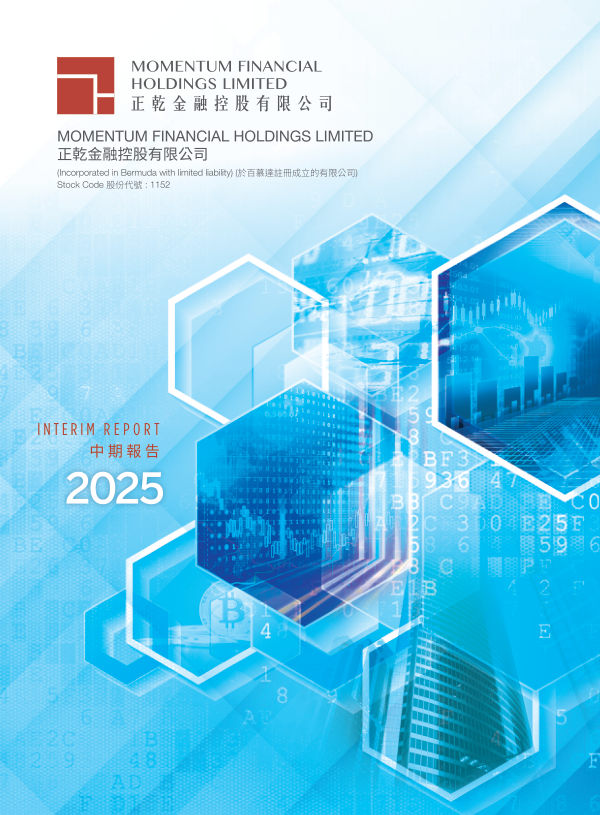 MOMENTUM FINANCIAL
HOLDINGS LIMITED
正乾金融控股有限公司
MOMENTUM FINANCIAL HOLDINGS LIMITED
正乾金融控股有限公司
(Incorporated in Bermuda with limited liability) (於百慕達註冊成立的有限公司)
Stock Code 股份代號 : 1152
INTERIM REPORT
中期報告
2025